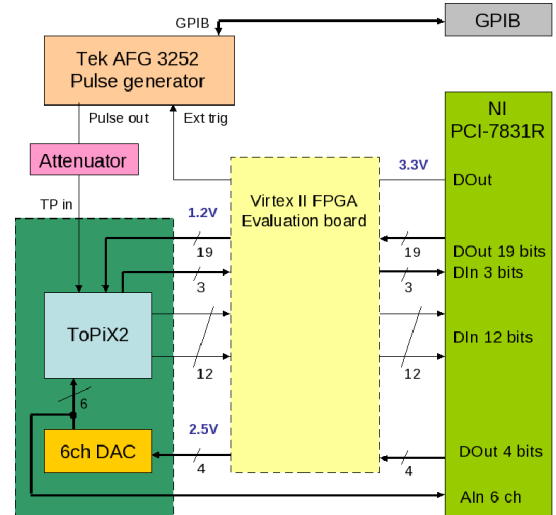 GPIB
GPIB
Tek AFG 3252
Pulse generator
NI
PCI-7831R
Pulse out
Ext trig
Attenuator
3.3V
DOut
TP in
1.2V
Virtex II FPGA
Evaluation board
19
19
DOut 19 bits
3
3
DIn 3 bits
ToPiX2
DIn 12 bits
12
12
6
2.5V
6ch DAC
4
4
DOut 4 bits
AIn 6 ch